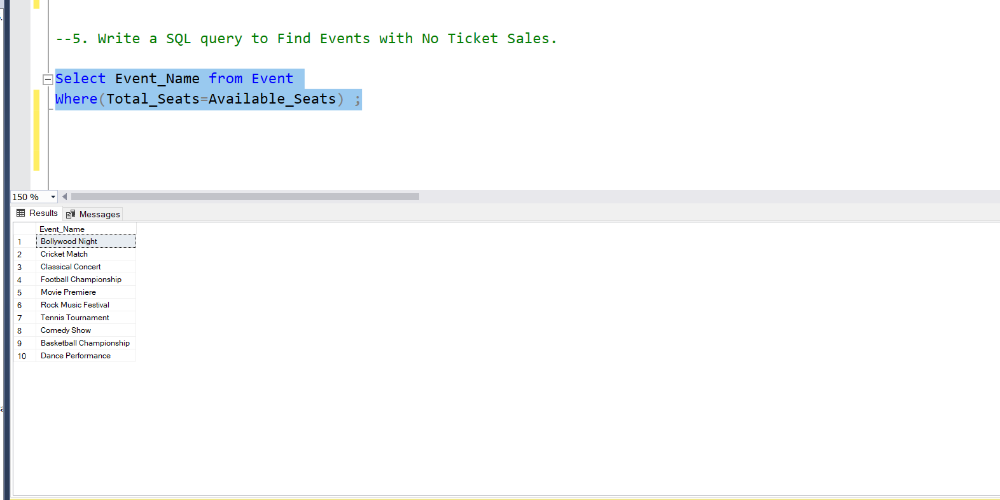 --5. Write a SQL query to Find Events with No Ticket Sales.
Select Event_Name from Event
Where(Total_Seats=Available_Seats) ;
150 %
Results Messages
Event_Name
1 Bollywood Night
2 Cricket Match
3 Classical Concert
4 Football Championship
5 Movie Premiere
6 Rock Music Festival
7 Tennis Tournament
8 Comedy Show
9 Basketball Championship
10 Dance Performance